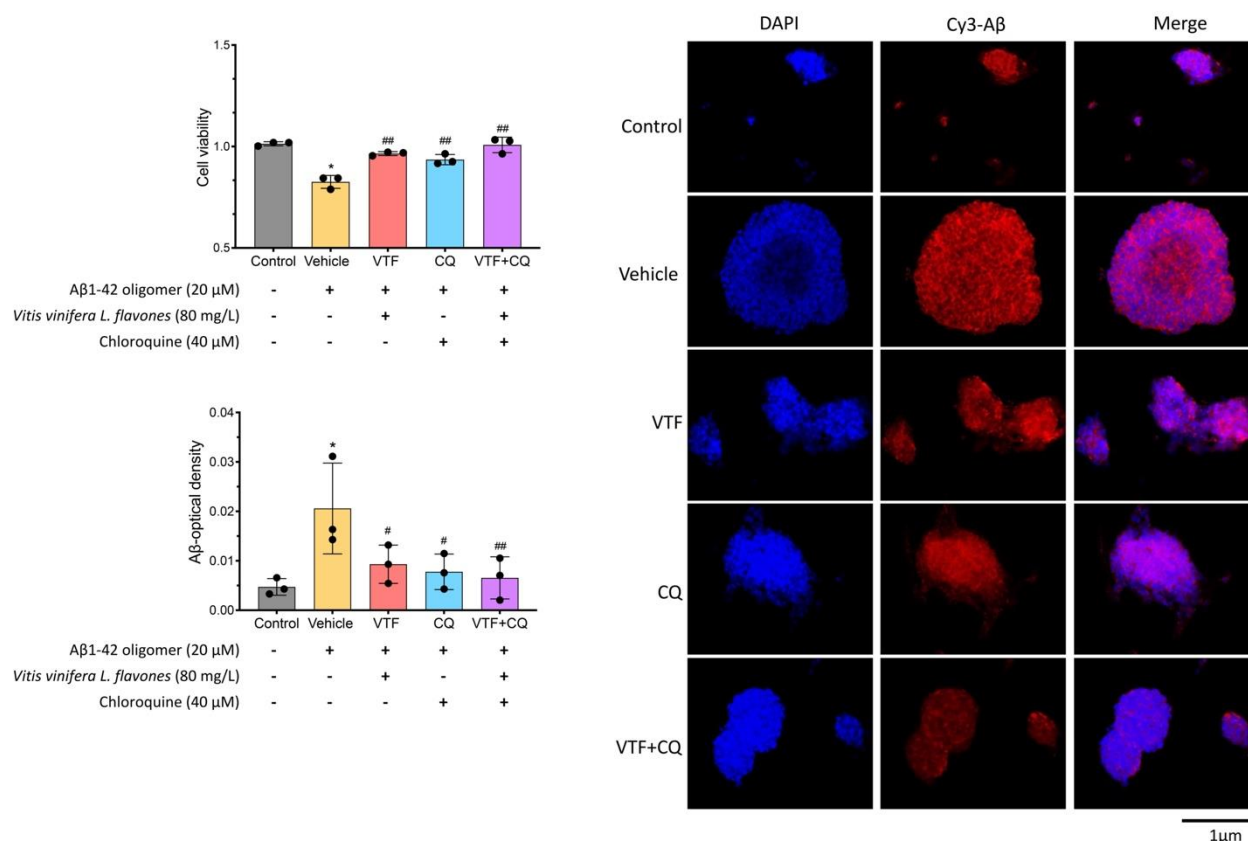 1.5
1.0
0.5
Cell viability
*
##
##
##
Control Vehicle VTF CQ VTF+CQ
Aβ1-42 oligomer (20 μM) - + + + +
Vitis vinifera L. flavones (80 mg/L) - - + - +
Chloroquine (40 μM) - - - + +
0.04
0.03
0.02
0.01
0.00
Aβ-optical density
*
#
#
##
Control Vehicle VTF CQ VTF+CQ
Aβ1-42 oligomer (20 μM) - + + + +
Vitis vinifera L. flavones (80 mg/L) - - + - +
Chloroquine (40 μM) - - - + +
DAPI Cy3-Aβ Merge
Control
Vehicle
VTF
CQ
VTF+CQ
1μm